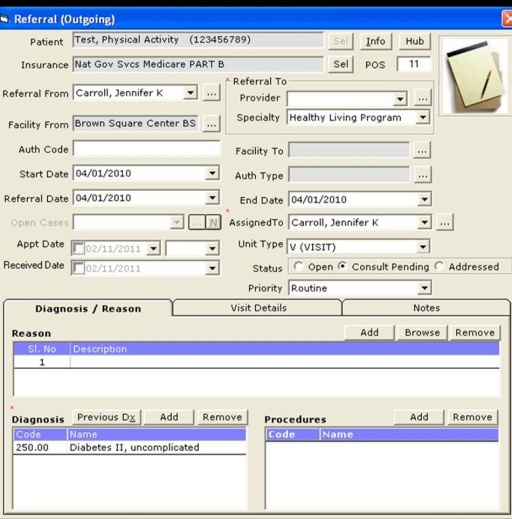 Referral (Outgoing)
Patient Test, Physical Activity (123456789) Sel Info Hub
Insurance Nat Gov Svcs Medicare PART B Sel POS 11
Referral From Carroll, Jennifer K ... * Referral To
Provider ...
Facility From Brown Square Center BS ... Specialty Healthy Living Program
Auth Code Facility To ...
Start Date 04/01/2010 Auth Type ...
Referral Date 04/01/2010 End Date 04/01/2010
Open Cases ... N * AssignedTo Carroll, Jennifer K ...
Appt Date 02/11/2011 Unit Type V (VISIT)
Received Date 02/11/2011 Status Open Consult Pending Addressed
Priority Routine
Diagnosis / Reason Visit Details Notes
Reason Add Browse Remove
Sl. No Description
1
* Diagnosis Previous Dx Add Remove Procedures Add Remove
Code Name Code Name
250.00 Diabetes II, uncomplicated